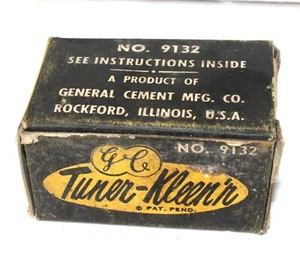 NO. 9132
SEE INSTRUCTIONS INSIDE
A PRODUCT OF
GENERAL CEMENT MFG. CO.
ROCKFORD, ILLINOIS, U.S.A.
GC
NO. 9132
Tuner-Kleen'r
© PAT. PEND.